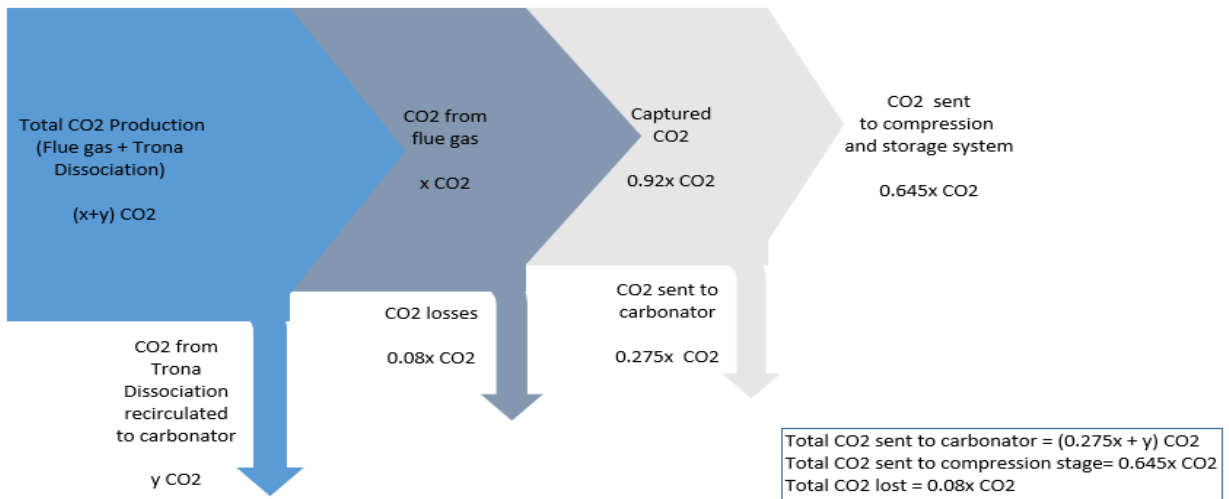 Total CO2 Production
(Flue gas + Trona
Dissociation)
(x+y) CO2
CO2 from
Trona
Dissociation
recirculated
to carbonator
y CO2
CO2 from
flue gas
x CO2
CO2 losses
0.08x CO2
Captured
CO2
0.92x CO2
CO2 sent to
carbonator
0.275x CO2
CO2 sent
to compression
and storage system
0.645x CO2
Total CO2 sent to carbonator = (0.275x + y) CO2
Total CO2 sent to compression stage= 0.645x CO2
Total CO2 lost = 0.08x CO2